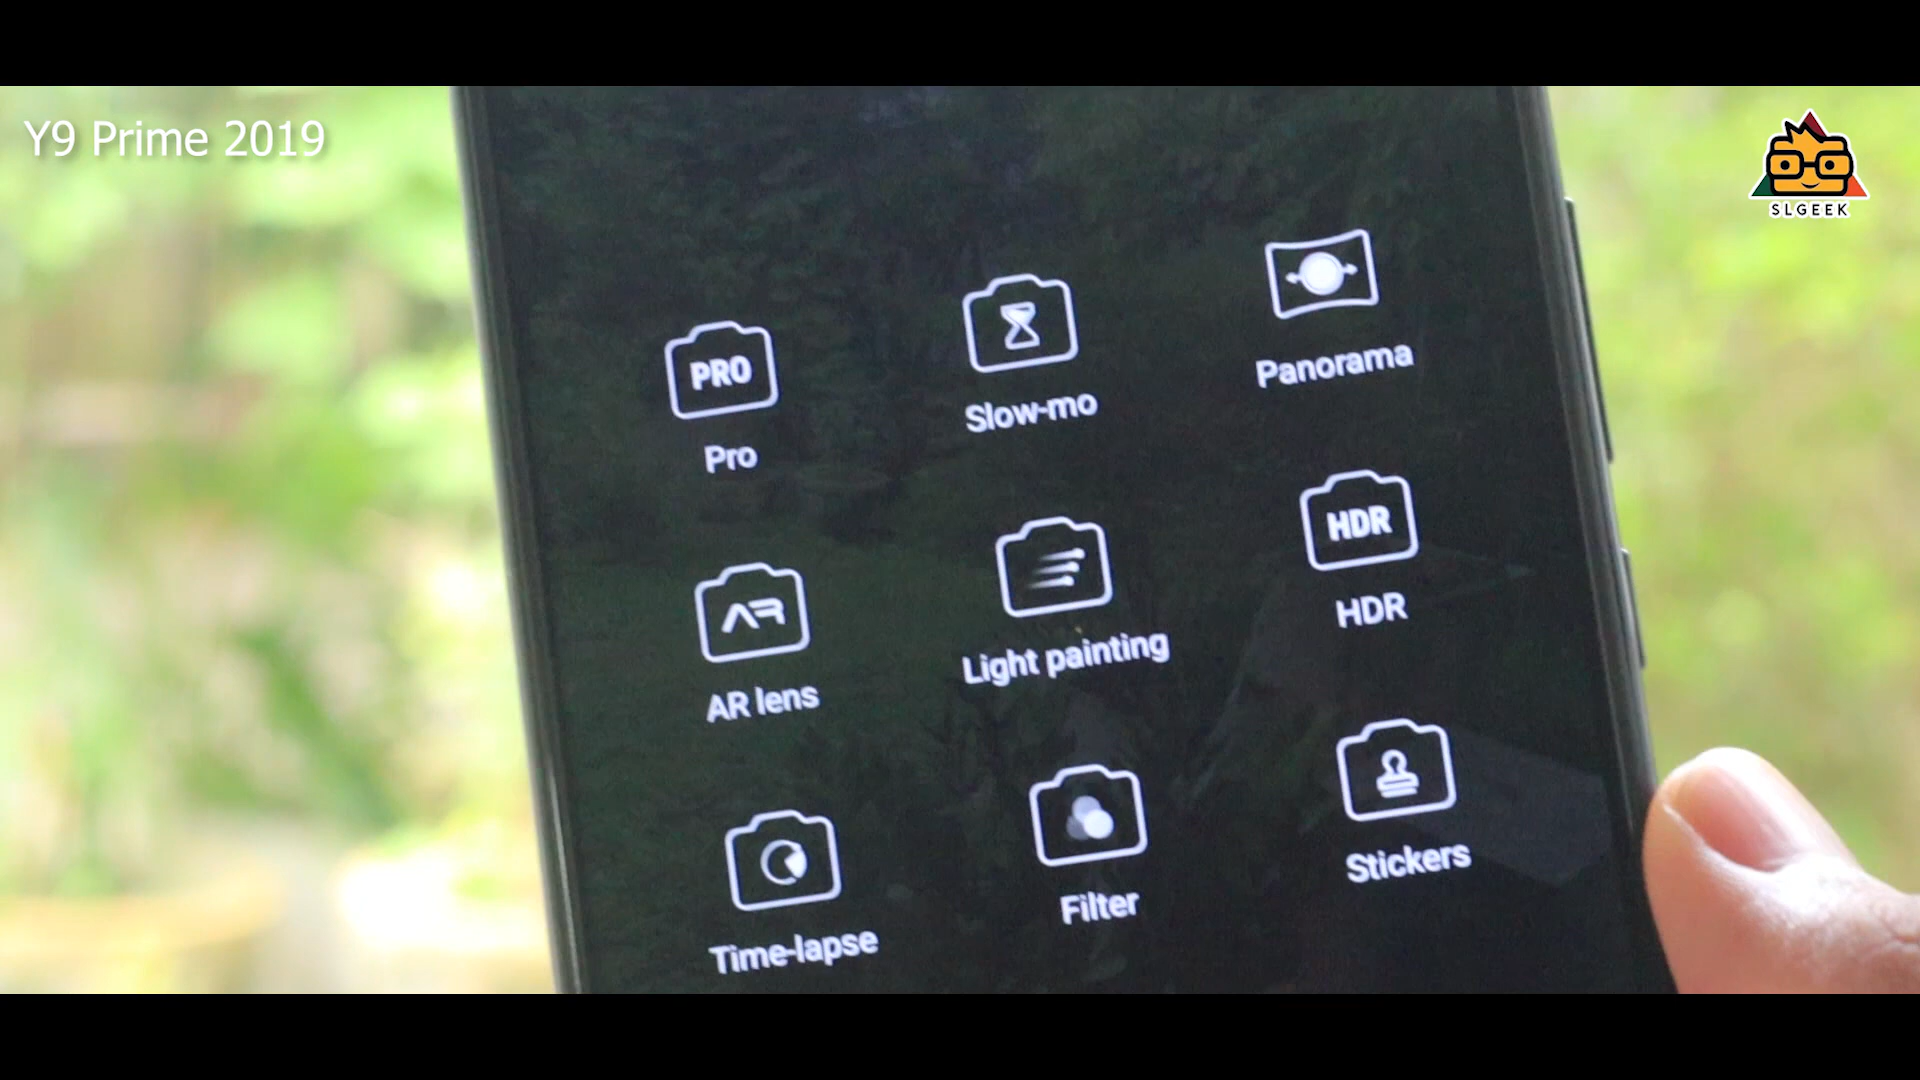 Y9 Prime 2019
SLGEEK
PRO
Pro
Slow-mo
Panorama
AR
AR lens
Light painting
HDR
HDR
Time-lapse
Filter
Stickers